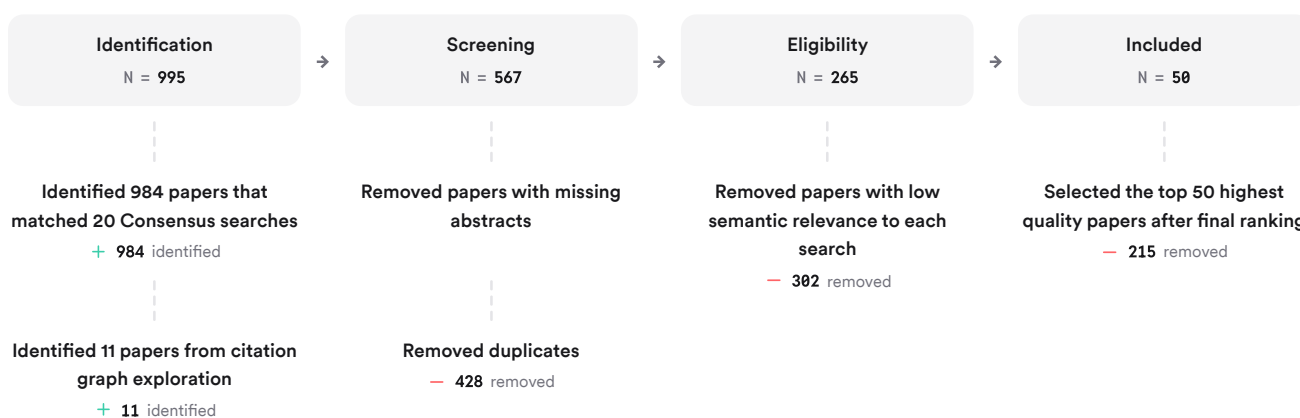 Identification
N = 995
Identified 984 papers that
matched 20 Consensus searches
+ 984 identified
Identified 11 papers from citation
graph exploration
+ 11 identified
Screening
N = 567
Removed papers with missing
abstracts
Removed duplicates
— 428 removed
Eligibility
N = 265
Removed papers with low
semantic relevance to each
search
— 302 removed
Included
N = 50
Selected the top 50 highest
quality papers after final ranking
— 215 removed